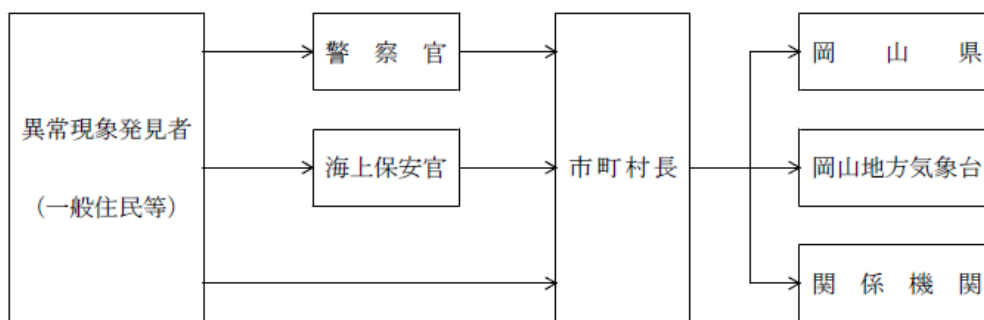 異常現象発見者
(一般住民等)
警察官
海上保安官
市町村長
岡山県
岡山地方気象台
関係機関